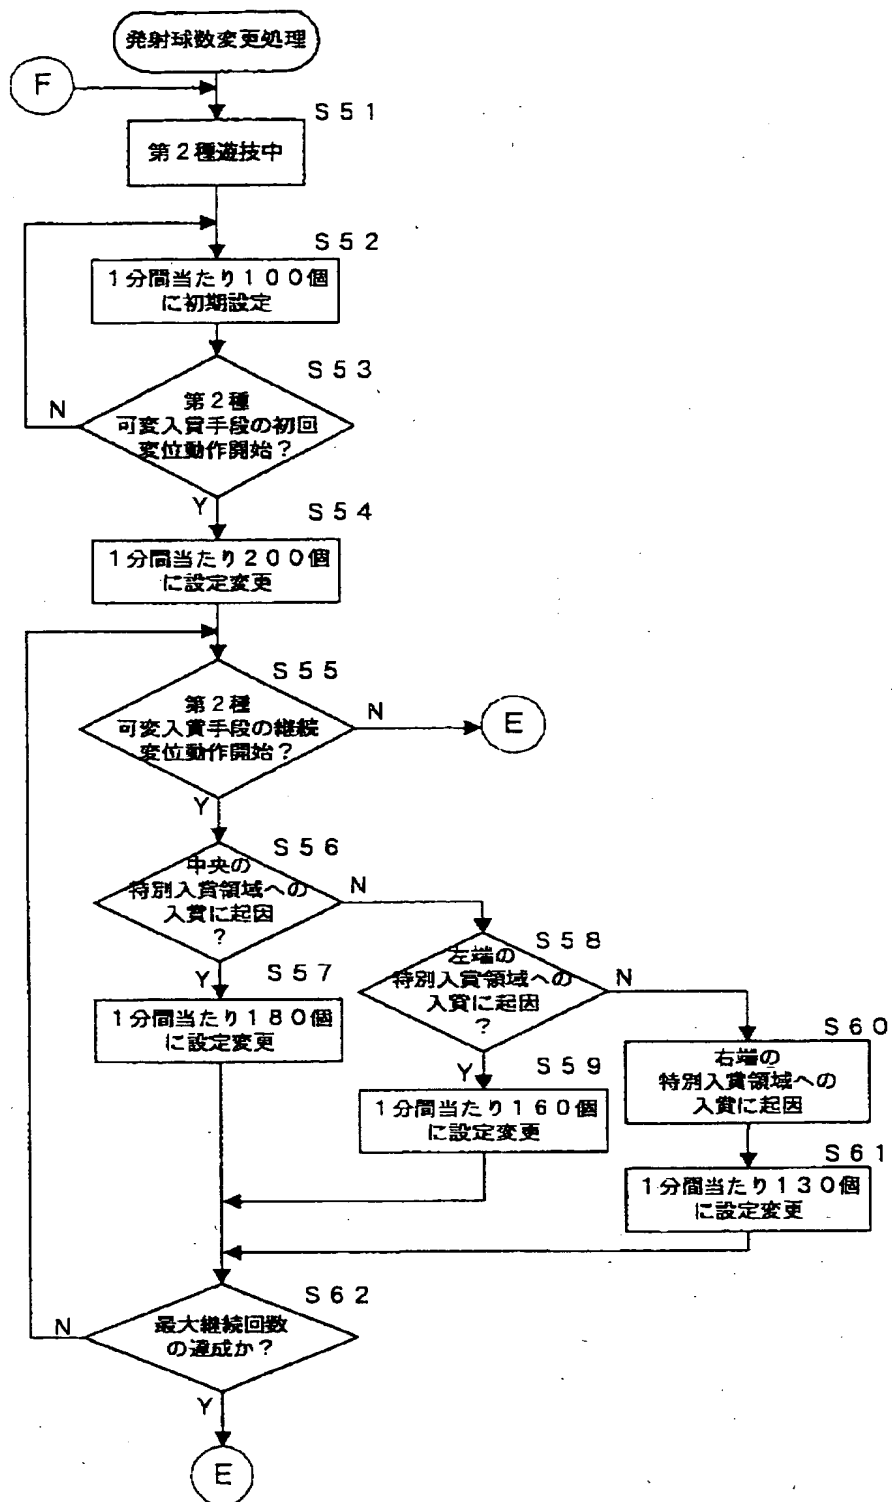 発射球数変更処理
F
S51
第2種遊技中
S52
1分間当たり100個
に初期設定
S53
第2種
可変入賞手段の初回
変位動作開始?
N
Y
S54
1分間当たり200個
に設定変更
S55
第2種
可変入賞手段の継続
変位動作開始?
N
E
Y
S56
中央の
特別入賞領域への
入賞に起因
?
N
Y
S57
1分間当たり180個
に設定変更
S58
左端の
特別入賞領域への
入賞に起因
?
N
Y
S59
1分間当たり160個
に設定変更
S60
右端の
特別入賞領域への
入賞に起因
S61
1分間当たり130個
に設定変更
S62
最大継続回数
の達成か?
N
Y
E